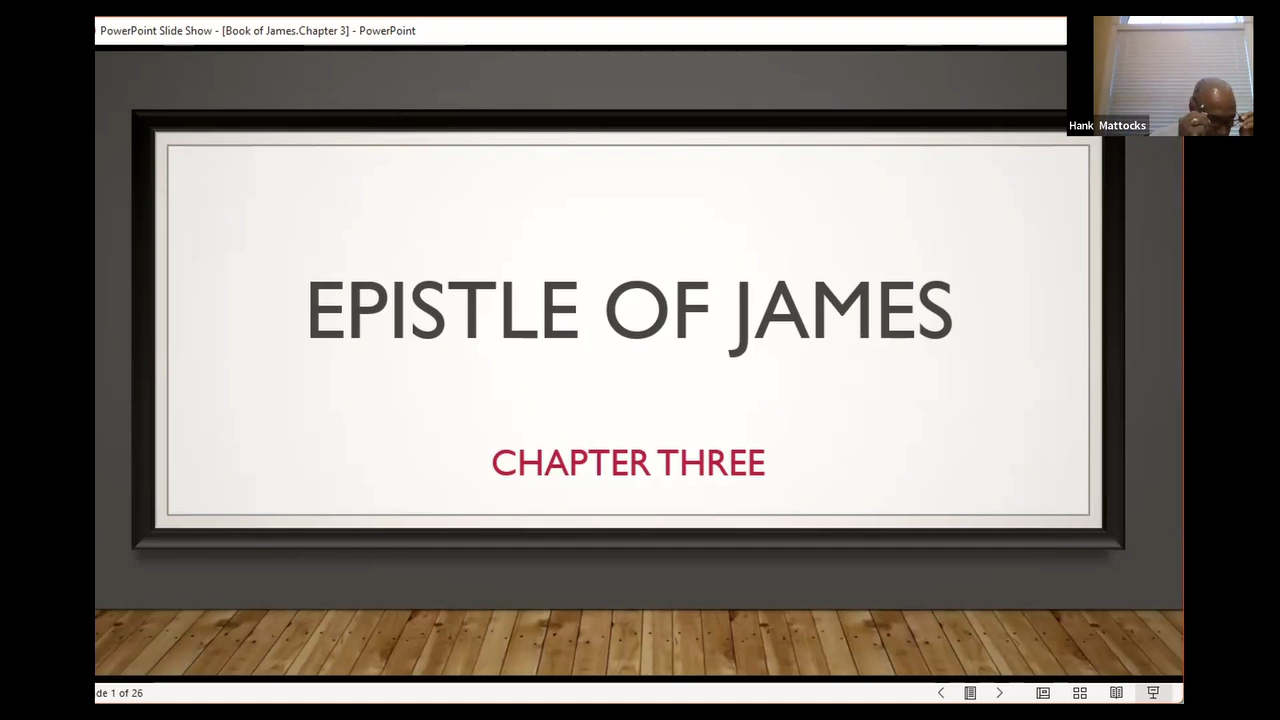 PowerPoint Slide Show - [Book of James.Chapter 3] - PowerPoint
Hank Mattocks
EPISTLE OF JAMES
CHAPTER THREE
de 1 of 26